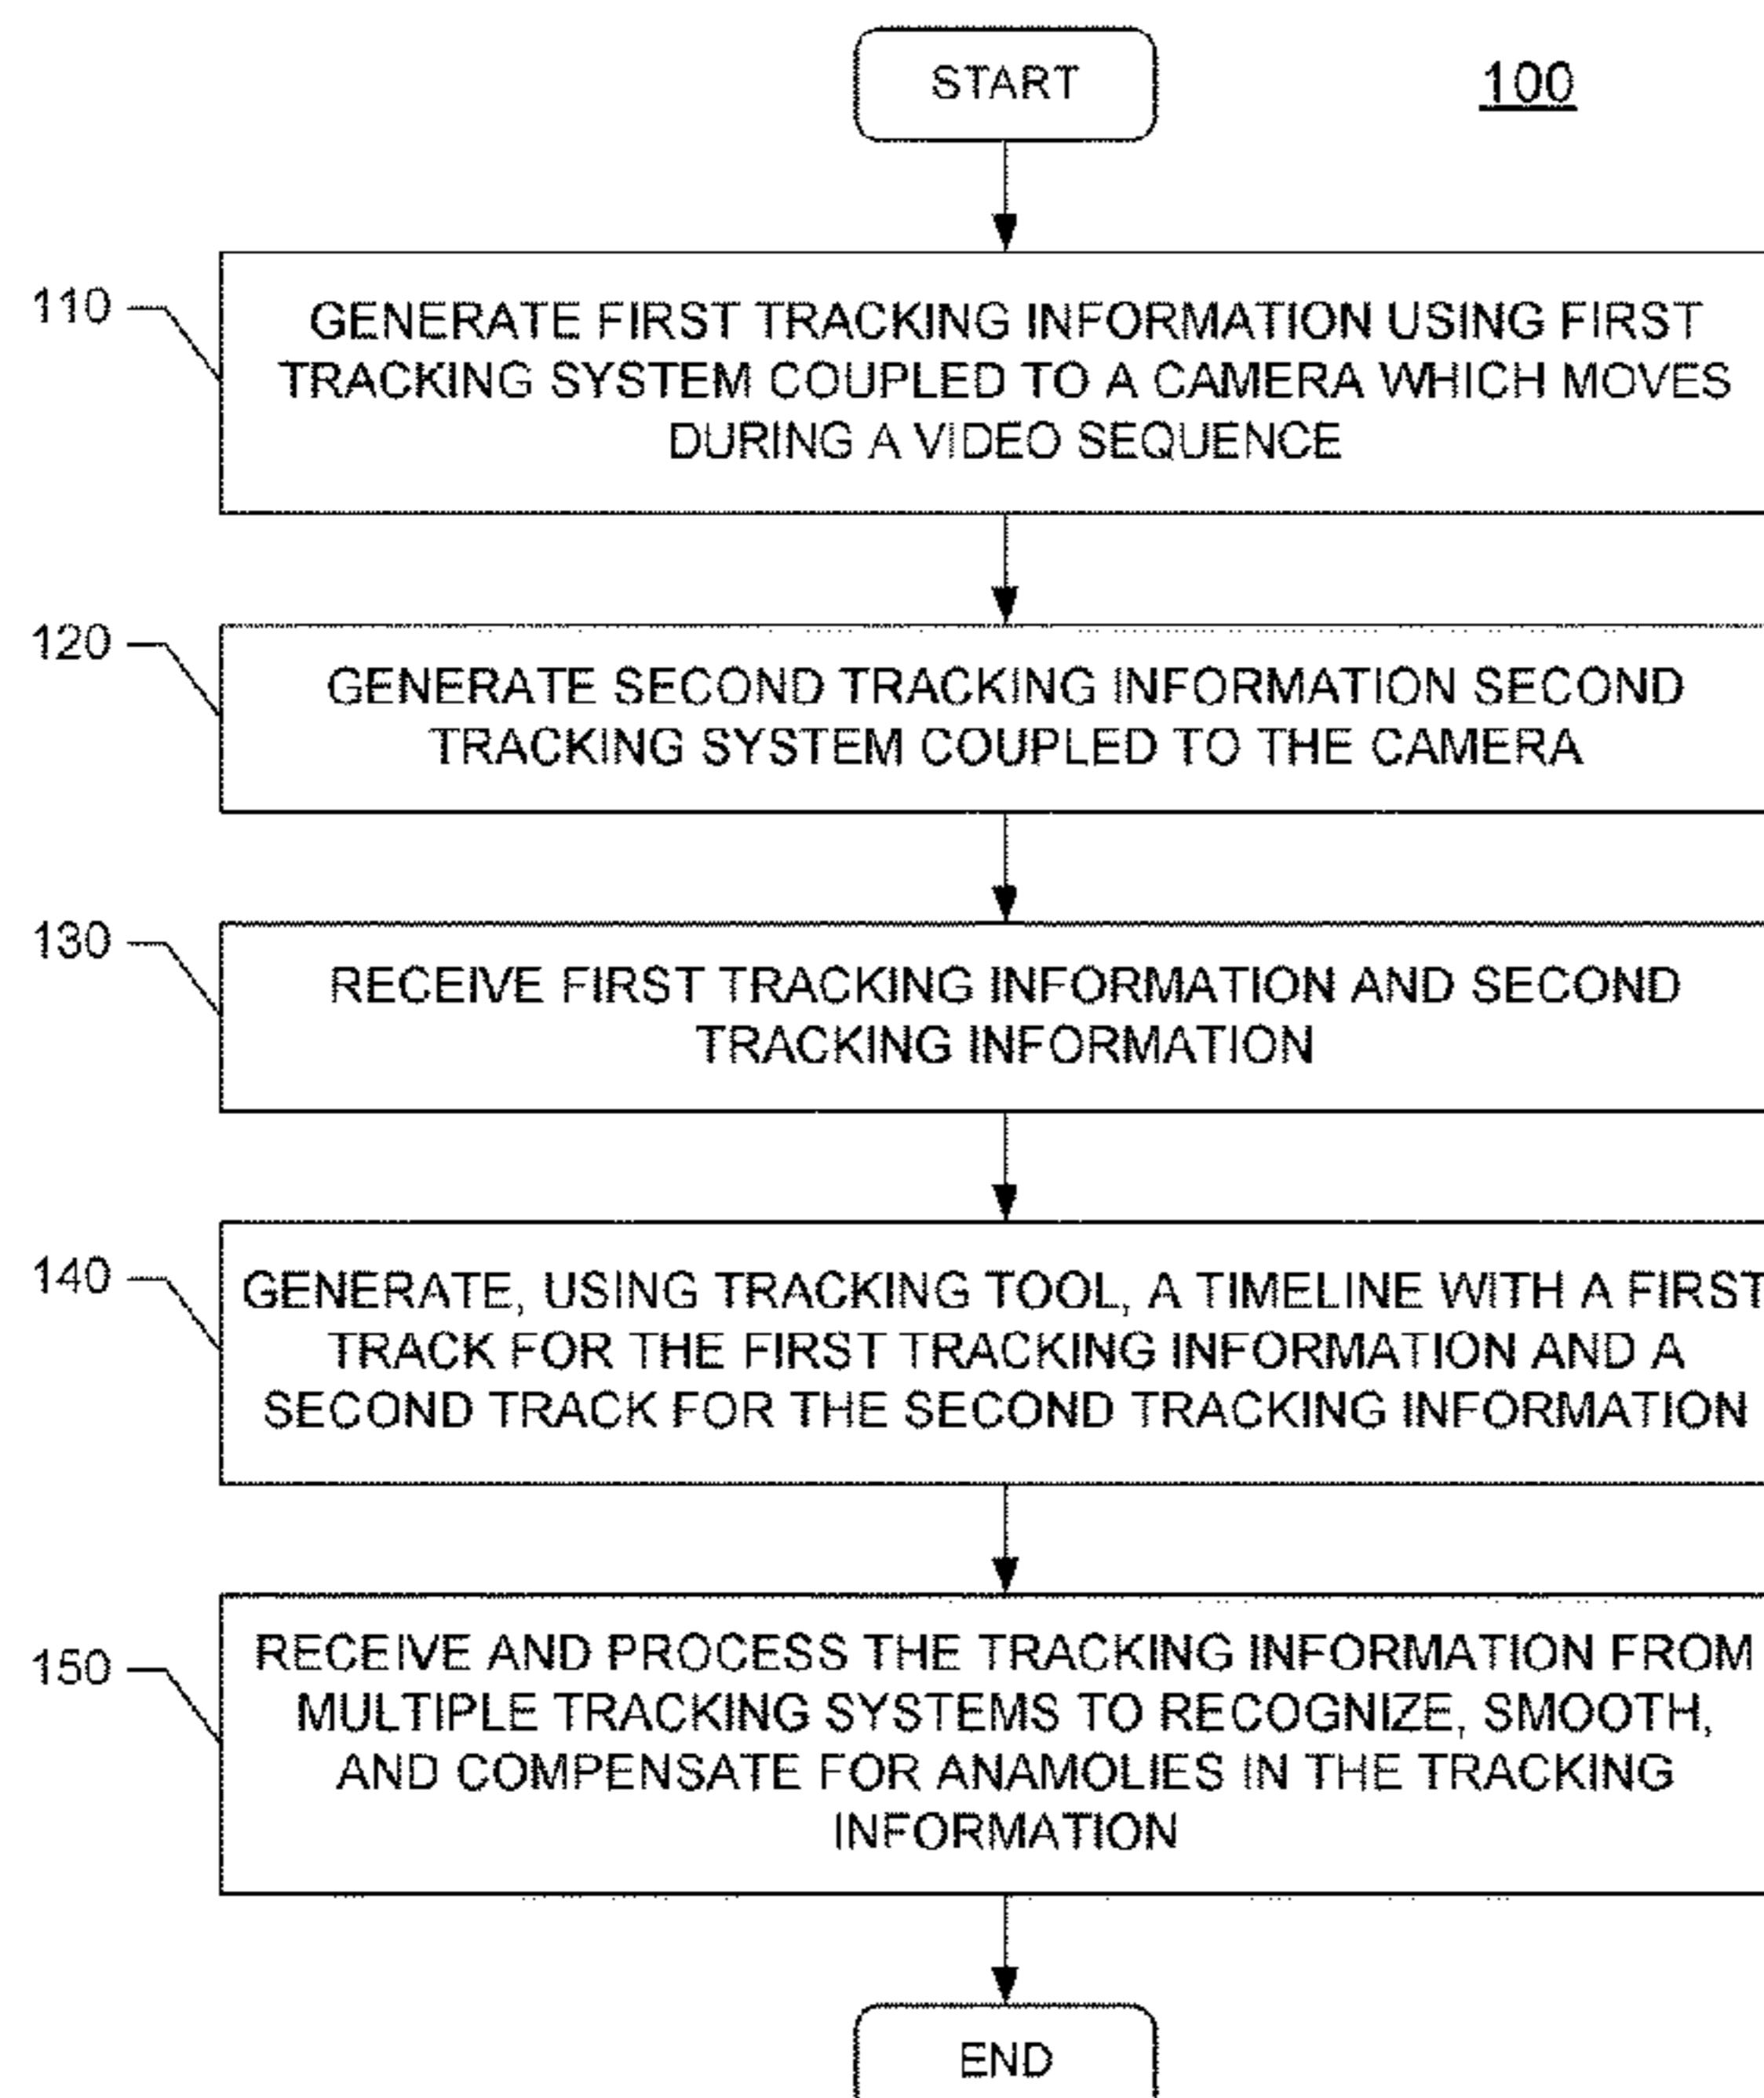 START
100
110
GENERATE FIRST TRACKING INFORMATION USING FIRST
TRACKING SYSTEM COUPLED TO A CAMERA WHICH MOVES
DURING A VIDEO SEQUENCE
120
GENERATE SECOND TRACKING INFORMATION SECOND
TRACKING SYSTEM COUPLED TO THE CAMERA
130
RECEIVE FIRST TRACKING INFORMATION AND SECOND
TRACKING INFORMATION
140
GENERATE, USING TRACKING TOOL, A TIMELINE WITH A FIRST
TRACK FOR THE FIRST TRACKING INFORMATION AND A
SECOND TRACK FOR THE SECOND TRACKING INFORMATION
150
RECEIVE AND PROCESS THE TRACKING INFORMATION FROM
MULTIPLE TRACKING SYSTEMS TO RECOGNIZE, SMOOTH,
AND COMPENSATE FOR ANAMOLIES IN THE TRACKING
INFORMATION
END